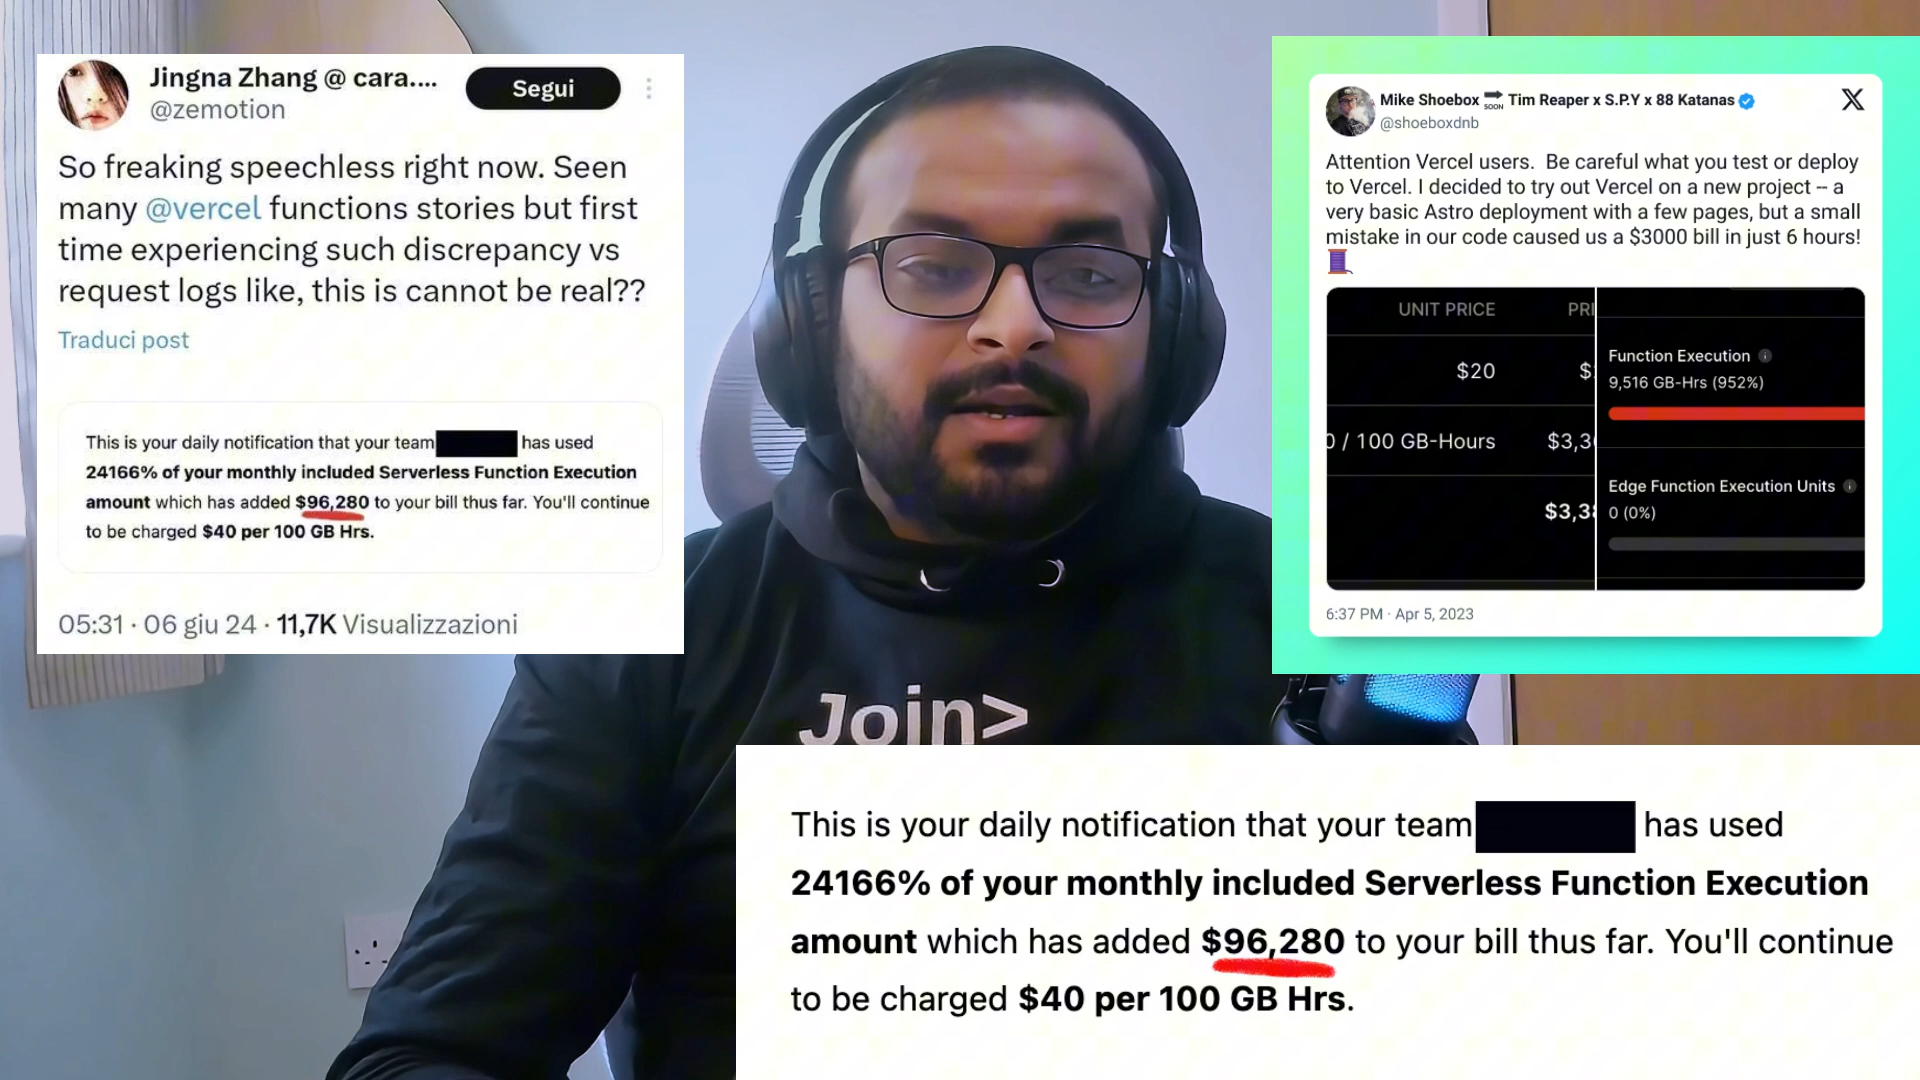 Jingna Zhang @ cara....
@zemotion
Segui
So freaking speechless right now. Seen
many @vercel functions stories but first
time experiencing such discrepancy vs
request logs like, this is cannot be real??
Traduci post
This is your daily notification that your team has used
24166% of your monthly included Serverless Function Execution
amount which has added $96,280 to your bill thus far. You'll continue
to be charged $40 per 100 GB Hrs.
05:31 · 06 giu 24 · 11,7K Visualizzazioni
Mike Shoebox SOON Tim Reaper x S.P.Y x 88 Katanas
@shoeboxdnb
Attention Vercel users. Be careful what you test or deploy
to Vercel. I decided to try out Vercel on a new project -- a
very basic Astro deployment with a few pages, but a small
mistake in our code caused us a $3000 bill in just 6 hours!
UNIT PRICE PRI
$20 $
0 / 100 GB-Hours $3,3
$3,38
Function Execution
9,516 GB-Hrs (952%)
Edge Function Execution Units
0 (0%)
6:37 PM · Apr 5, 2023
Join>
This is your daily notification that your team has used
24166% of your monthly included Serverless Function Execution
amount which has added $96,280 to your bill thus far. You'll continue
to be charged $40 per 100 GB Hrs.